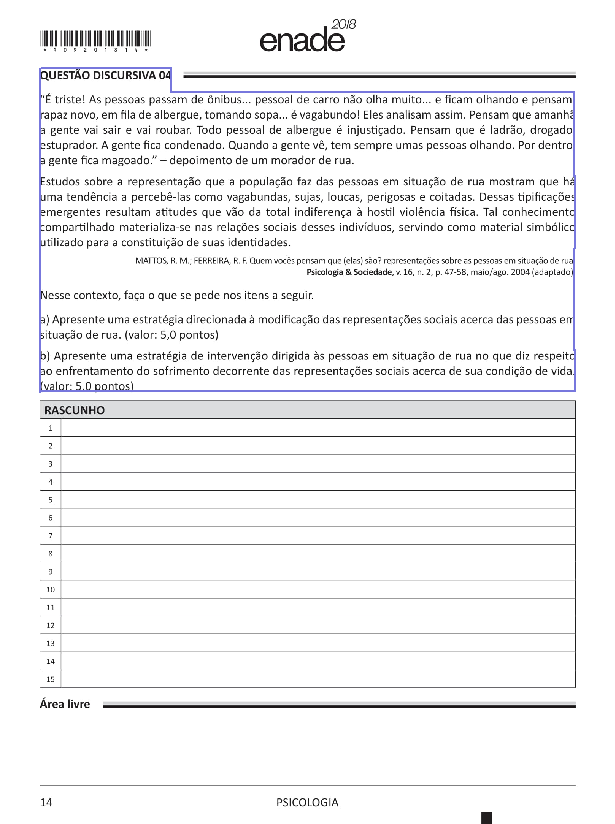 *R09201814*
enade 2018
QUESTÃO DISCURSIVA 04
"É triste! As pessoas passam de ônibus... pessoal de carro não olha muito... e ficam olhando e pensam:
rapaz novo, em fila de albergue, tomando sopa... é vagabundo! Eles analisam assim. Pensam que amanhã
a gente vai sair e vai roubar. Todo pessoal de albergue é injustiçado. Pensam que é ladrão, drogado,
estuprador. A gente fica condenado. Quando a gente vê, tem sempre umas pessoas olhando. Por dentro,
a gente fica magoado." – depoimento de um morador de rua.
Estudos sobre a representação que a população faz das pessoas em situação de rua mostram que há
uma tendência a percebê-las como vagabundas, sujas, loucas, perigosas e coitadas. Dessas tipificações
emergentes resultam atitudes que vão da total indiferença à hostil violência física. Tal conhecimento
compartilhado materializa-se nas relações sociais desses indivíduos, servindo como material simbólico
utilizado para a constituição de suas identidades.
MATTOS, R. M.; FERREIRA, R. F. Quem vocês pensam que (elas) são? representações sobre as pessoas em situação de rua.
Psicologia & Sociedade, v. 16, n. 2, p. 47-58, maio/ago. 2004 (adaptado).
Nesse contexto, faça o que se pede nos itens a seguir.
a) Apresente uma estratégia direcionada à modificação das representações sociais acerca das pessoas em
situação de rua. (valor: 5,0 pontos)
b) Apresente uma estratégia de intervenção dirigida às pessoas em situação de rua no que diz respeito
ao enfrentamento do sofrimento decorrente das representações sociais acerca de sua condição de vida.
(valor: 5,0 pontos)
RASCUNHO
1
2
3
4
5
6
7
8
9
10
11
12
13
14
15
Área livre
14
PSICOLOGIA